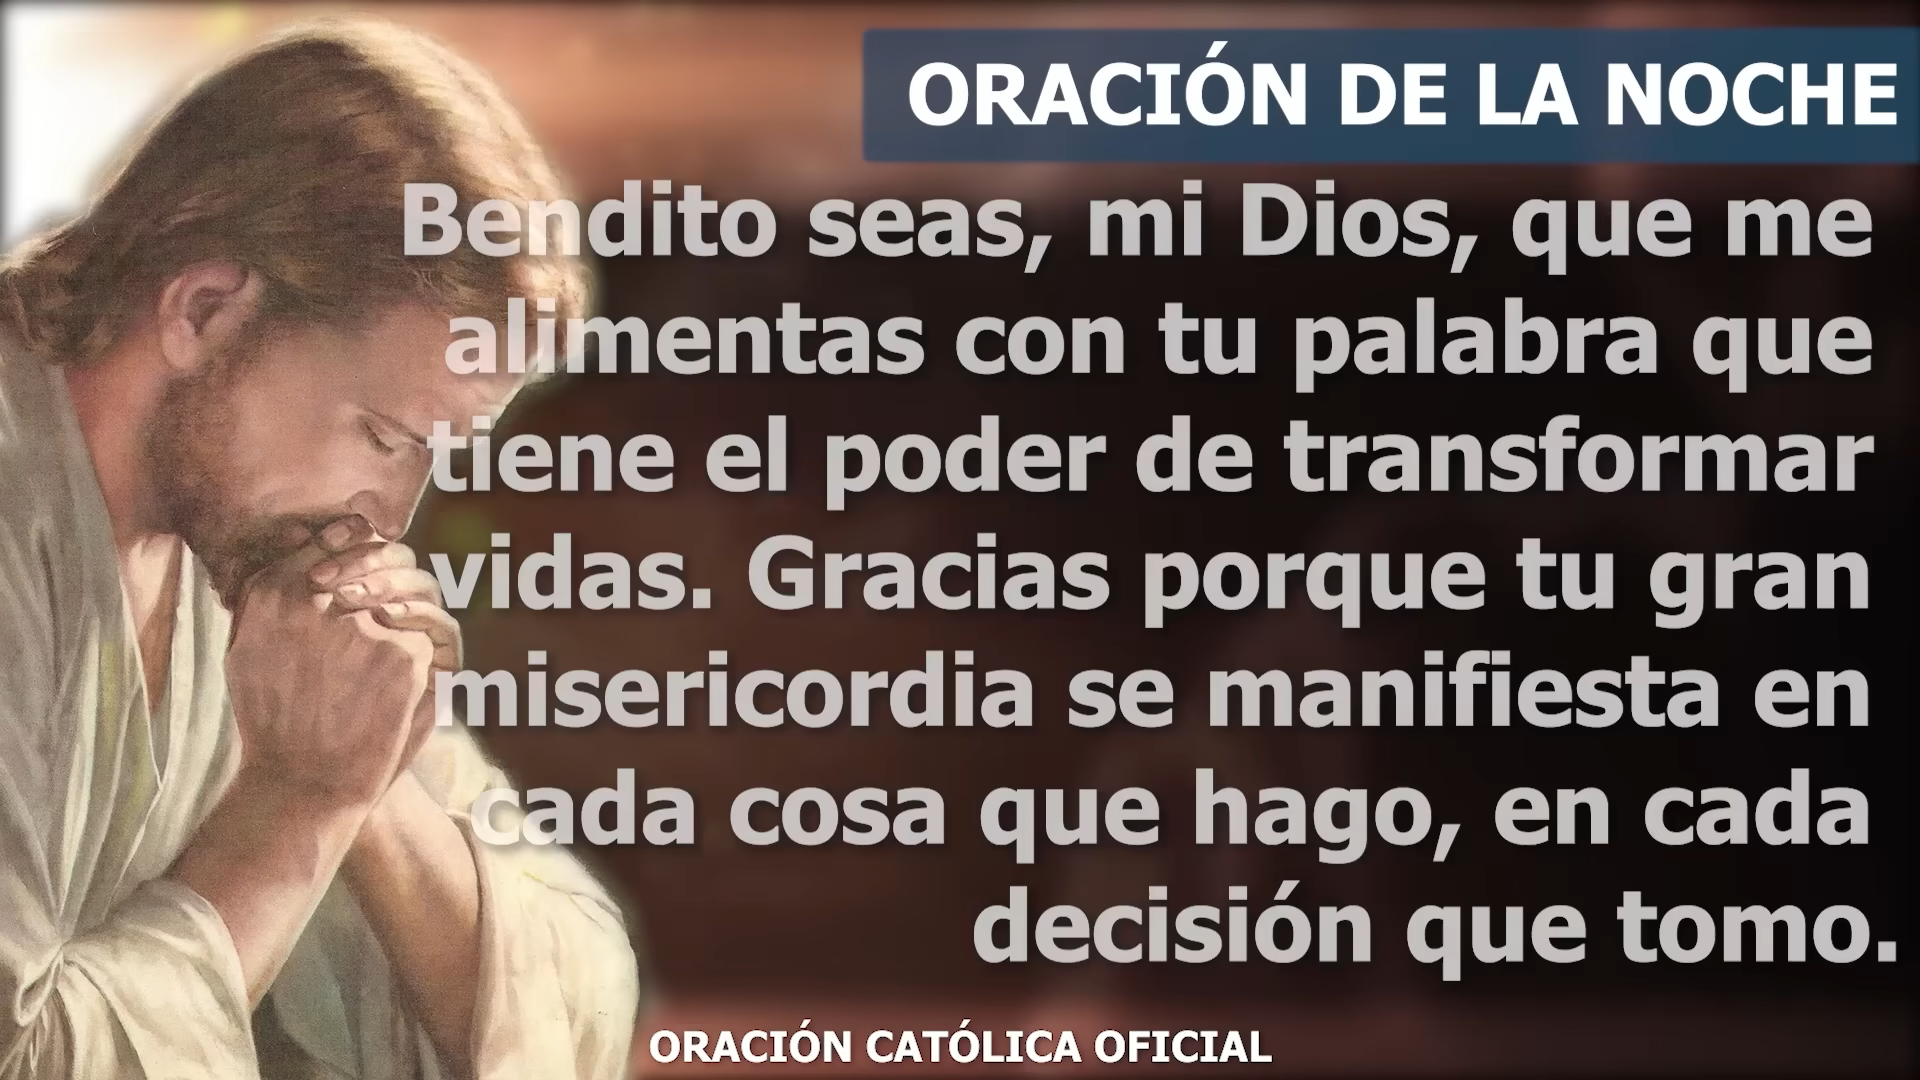 ORACIÓN DE LA NOCHE
Bendito seas, mi Dios, que me
alimentas con tu palabra que
tiene el poder de transformar
vidas. Gracias porque tu gran
misericordia se manifiesta en
cada cosa que hago, en cada
decisión que tomo.
ORACIÓN CATÓLICA OFICIAL